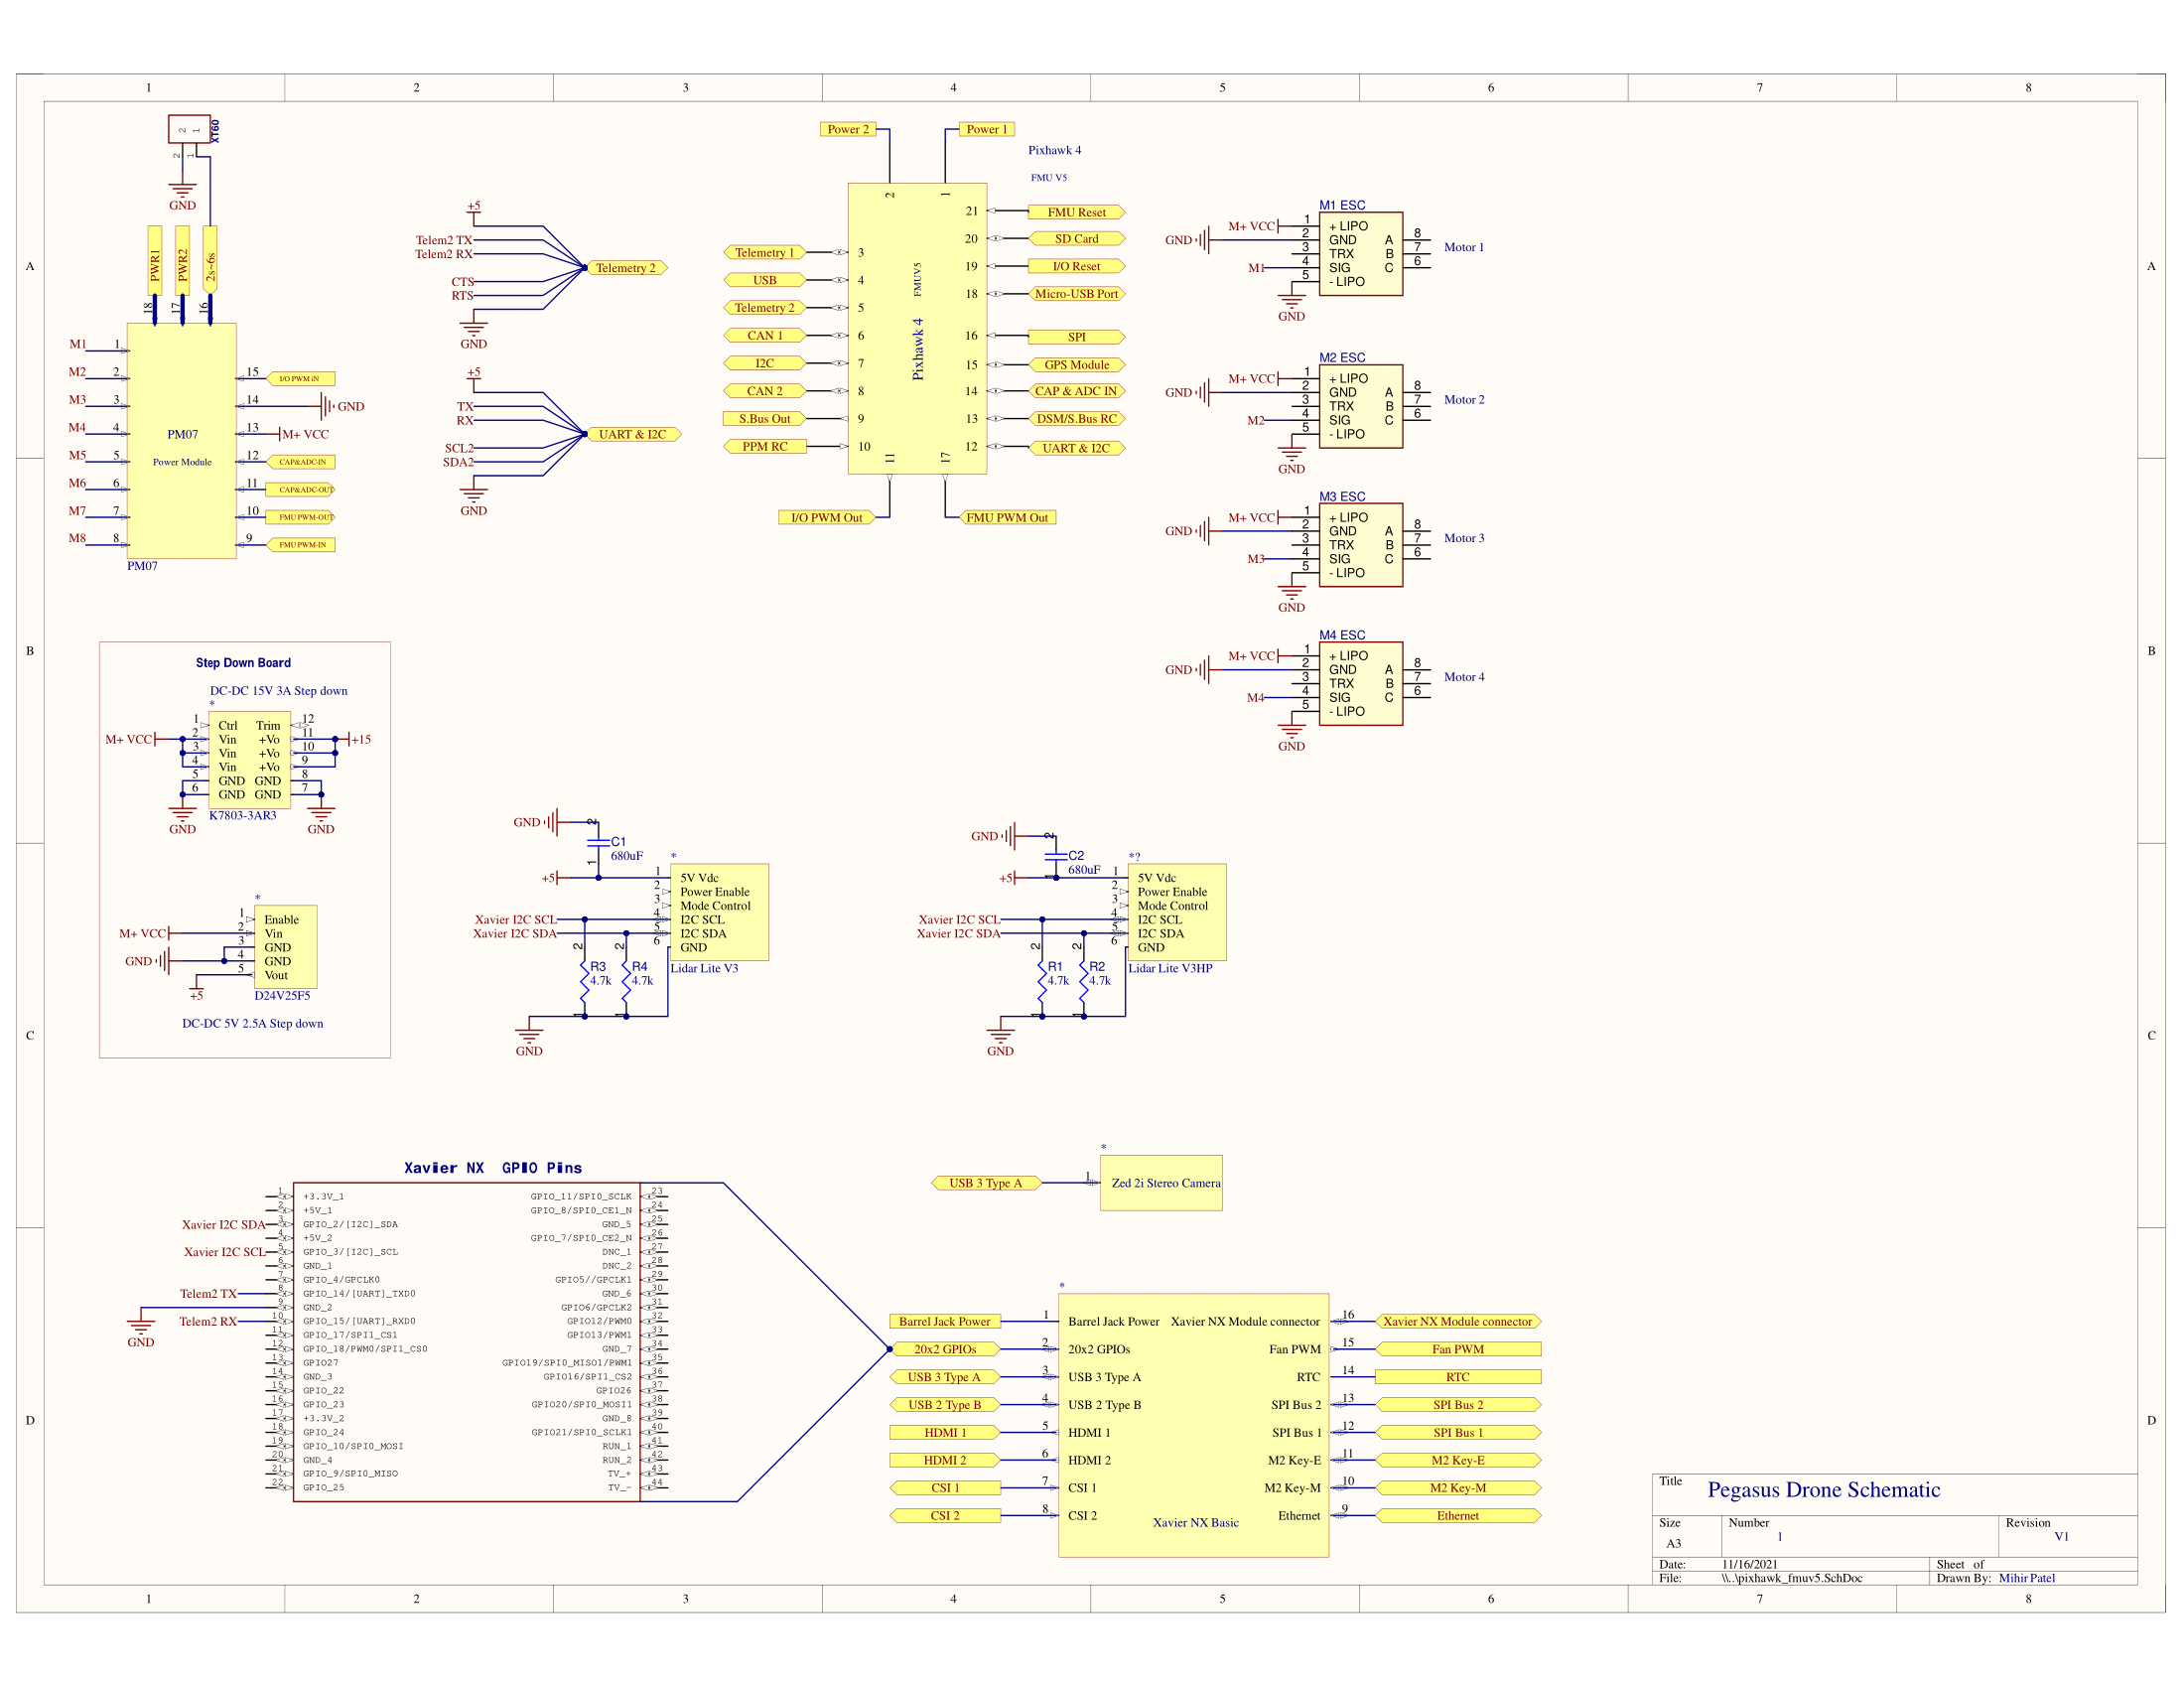 1 2 3 4 5 6 7 8
A
B
C
D
A
B
C
D
2 1
XT60
2 1
GND
PWR1
PWR2
2s~6s
18 17 16
M1 1
M2 2
M3 3
M4 4
M5 5
M6 6
M7 7
M8 8
PM07
Power Module
15 I/O PWM iN
14 GND
13 M+ VCC
12 CAP&ADC-IN
11 CAP&ADC-OUT
10 FMU PWM-OUT
9 FMU PWM-IN
PM07
+5
Telem2 TX
Telem2 RX
CTS
RTS
GND
Telemetry 2
+5
TX
RX
SCL2
SDA2
GND
UART & I2C
Power 2
Power 1
Pixhawk 4
FMU V5
2 1
Telemetry 1 3
USB 4
Telemetry 2 5
CAN 1 6
I2C 7
CAN 2 8
S.Bus Out 9
PPM RC 10
FMUV5
Pixhawk 4
21 FMU Reset
20 SD Card
19 I/O Reset
18 Micro-USB Port
16 SPI
15 GPS Module
14 CAP & ADC IN
13 DSM/S.Bus RC
12 UART & I2C
11 17
I/O PWM Out
FMU PWM Out
M1 ESC
M+ VCC 1 + LIPO
GND 2 GND A 8
3 TRX B 7 Motor 1
M1 4 SIG C 6
5 - LIPO
GND
M2 ESC
M+ VCC 1 + LIPO
GND 2 GND A 8
3 TRX B 7 Motor 2
M2 4 SIG C 6
5 - LIPO
GND
M3 ESC
M+ VCC 1 + LIPO
GND 2 GND A 8
3 TRX B 7 Motor 3
M3 4 SIG C 6
5 - LIPO
GND
M4 ESC
M+ VCC 1 + LIPO
GND 2 GND A 8
3 TRX B 7 Motor 4
M4 4 SIG C 6
5 - LIPO
GND
Step Down Board
DC-DC 15V 3A Step down
*
1 Ctrl Trim 12
M+ VCC 2 Vin +Vo 11 +15
3 Vin +Vo 10
4 Vin +Vo 9
5 GND GND 8
6 GND GND 7
K7803-3AR3
GND GND
*
1 Enable
M+ VCC 2 Vin
3 GND
GND 4 GND
5 Vout
+5
D24V25F5
DC-DC 5V 2.5A Step down
GND 2
C1
680uF
1
*
+5 1 5V Vdc
2 Power Enable
3 Mode Control
Xavier I2C SCL 4 I2C SCL
Xavier I2C SDA 5 I2C SDA
6 GND
2 2
Lidar Lite V3
R3 R4
4.7k 4.7k
1 1
GND
GND 2
C2
680uF
1
*?
+5 1 5V Vdc
2 Power Enable
3 Mode Control
Xavier I2C SCL 4 I2C SCL
Xavier I2C SDA 5 I2C SDA
6 GND
2 2
Lidar Lite V3HP
R1 R2
4.7k 4.7k
1 1
GND
Xavier NX GPIO Pins
1 +3.3V_1 GPIO_11/SPI0_SCLK 23
2 +5V_1 GPIO_8/SPI0_CE1_N 24
Xavier I2C SDA 3 GPIO_2/[I2C]_SDA GND_5 25
4 +5V_2 GPIO_7/SPI0_CE2_N 26
Xavier I2C SCL 5 GPIO_3/[I2C]_SCL DNC_1 27
6 GND_1 DNC_2 28
7 GPIO_4/GPCLK0 GPIO5//GPCLK1 29
Telem2 TX 8 GPIO_14/[UART]_TXD0 GND_6 30
9 GND_2 GPIO6/GPCLK2 31
Telem2 RX 10 GPIO_15/[UART]_RXD0 GPIO12/PWM0 32
GND 11 GPIO_17/SPI1_CS1 GPIO13/PWM1 33
12 GPIO_18/PWM0/SPI1_CS0 GND_7 34
13 GPIO27 GPIO19/SPI0_MISO1/PWM1 35
14 GND_3 GPIO16/SPI1_CS2 36
15 GPIO_22 GPIO26 37
16 GPIO_23 GPIO20/SPI0_MOSI1 38
17 +3.3V_2 GND_8 39
18 GPIO_24 GPIO21/SPI0_SCLK1 40
19 GPIO_10/SPI0_MOSI RUN_1 41
20 GND_4 RUN_2 42
21 GPIO_9/SPI0_MISO TV_+ 43
22 GPIO_25 TV_- 44
*
USB 3 Type A 1 Zed 2i Stereo Camera
*
Barrel Jack Power 1 Barrel Jack Power Xavier NX Module connector 16 Xavier NX Module connector
20x2 GPIOs 2 20x2 GPIOs Fan PWM 15 Fan PWM
USB 3 Type A 3 USB 3 Type A RTC 14 RTC
USB 2 Type B 4 USB 2 Type B SPI Bus 2 13 SPI Bus 2
HDMI 1 5 HDMI 1 SPI Bus 1 12 SPI Bus 1
HDMI 2 6 HDMI 2 M2 Key-E 11 M2 Key-E
CSI 1 7 CSI 1 M2 Key-M 10 M2 Key-M
CSI 2 8 CSI 2 Ethernet 9 Ethernet
Xavier NX Basic
Title Pegasus Drone Schematic
Size Number Revision
A3 1 V1
Date: 11/16/2021 Sheet of
File: \\..\pixhawk_fmuv5.SchDoc Drawn By: Mihir Patel
1 2 3 4 5 6 7 8